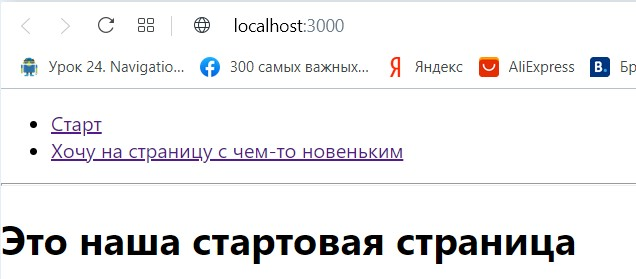 localhost:3000
Урок 24. Navigatio... 300 самых важных... Яндекс AliExpress B. Бр
Старт
Хочу на страницу с чем-то новеньким
Это наша стартовая страница